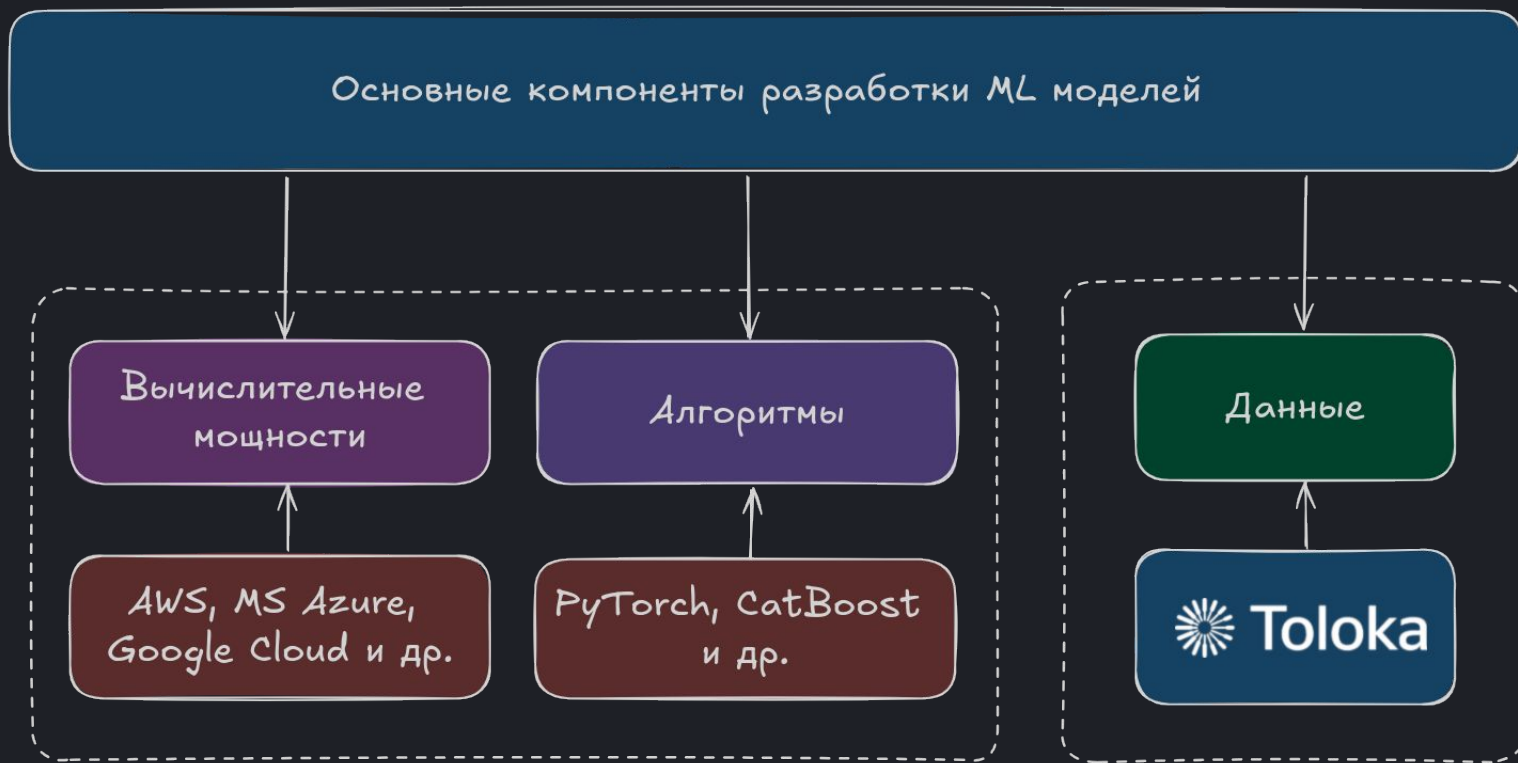 Основные компоненты разработки ML моделей
Вычислительные
мощности
Алгоритмы
Данные
AWS, MS Azure,
Google Cloud и др.
PyTorch, CatBoost
и др.
Toloka